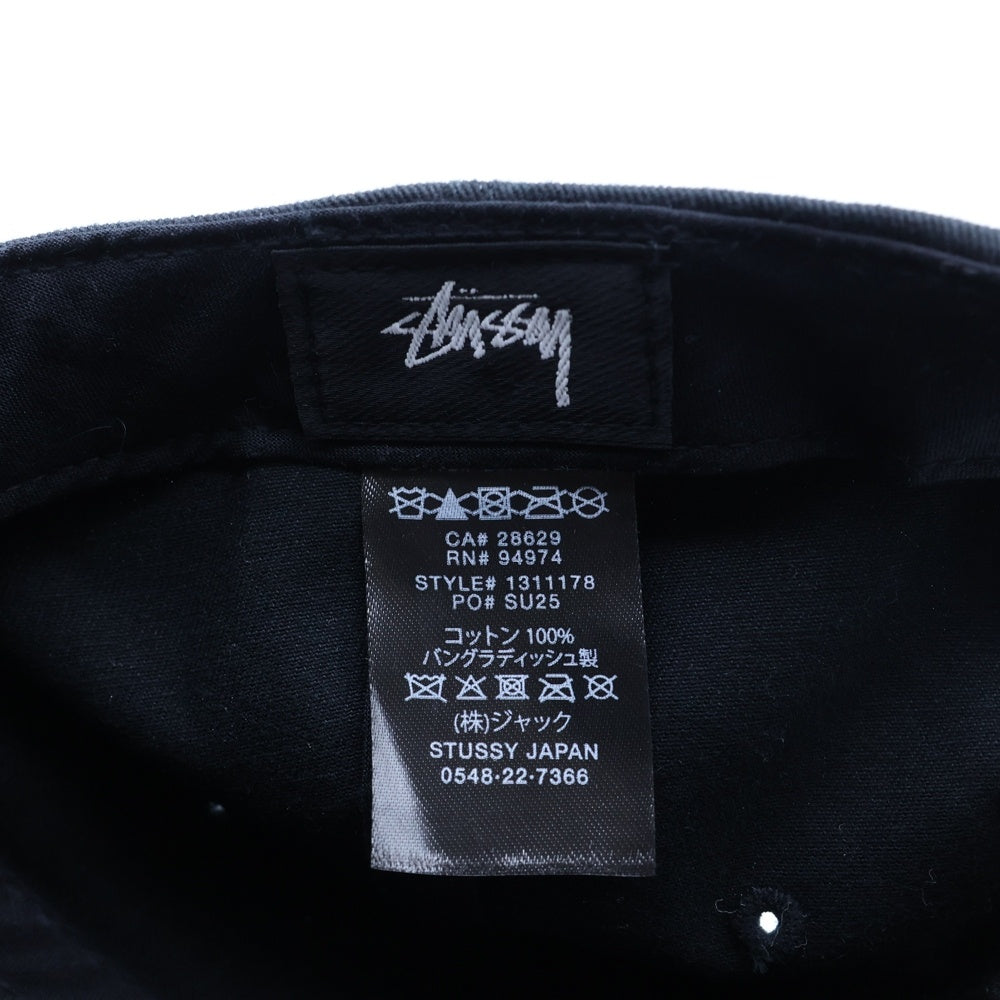 Stüssy
CA# 28629
RN# 94974
STYLE# 1311178
PO# SU25
コットン 100%
バングラディッシュ製
(株)ジャック
STUSSY JAPAN
0548·22·7366